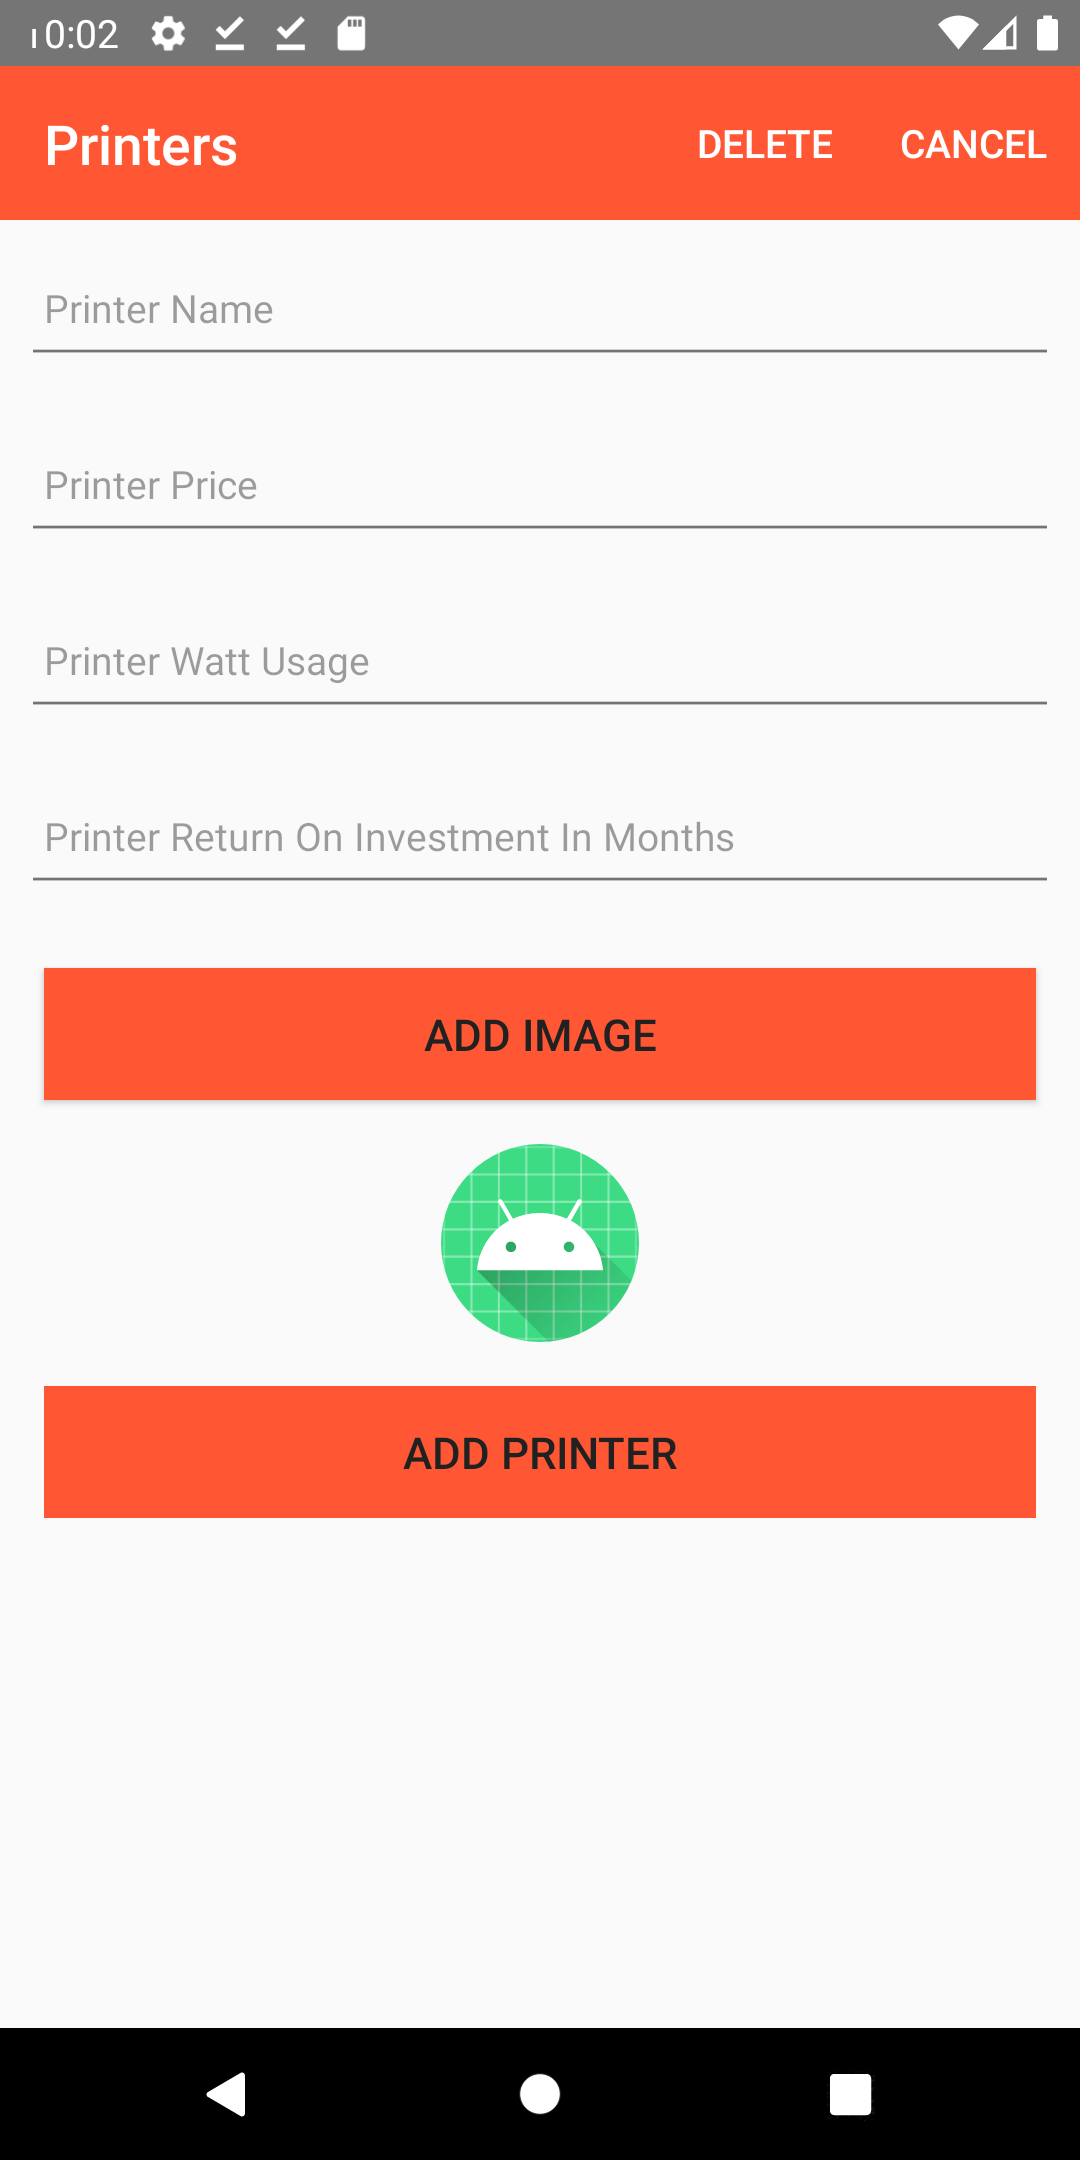 10:02
Printers DELETE CANCEL
Printer Name
Printer Price
Printer Watt Usage
Printer Return On Investment In Months
ADD IMAGE
ADD PRINTER